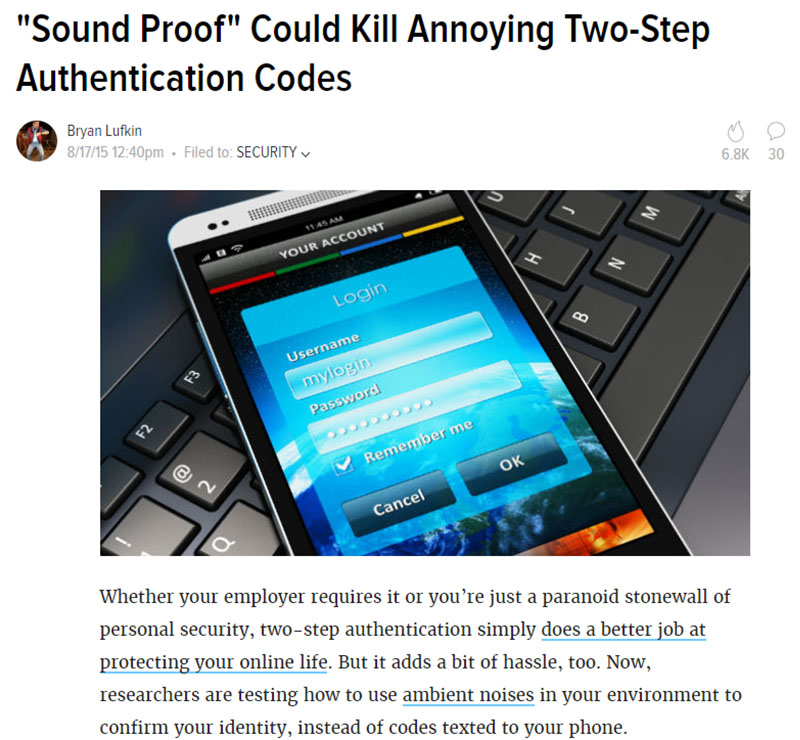 "Sound Proof" Could Kill Annoying Two-Step
Authentication Codes
Bryan Lufkin
8/17/15 12:40pm • Filed to: SECURITY
6.8K 30
11:45 AM
YOUR ACCOUNT
Login
Username
mylogin
Password
Remember me
Cancel
OK
U
J
M
H
N
B
F3
F2
@
2
!
Q
Whether your employer requires it or you’re just a paranoid stonewall of
personal security, two-step authentication simply does a better job at
protecting your online life. But it adds a bit of hassle, too. Now,
researchers are testing how to use ambient noises in your environment to
confirm your identity, instead of codes texted to your phone.